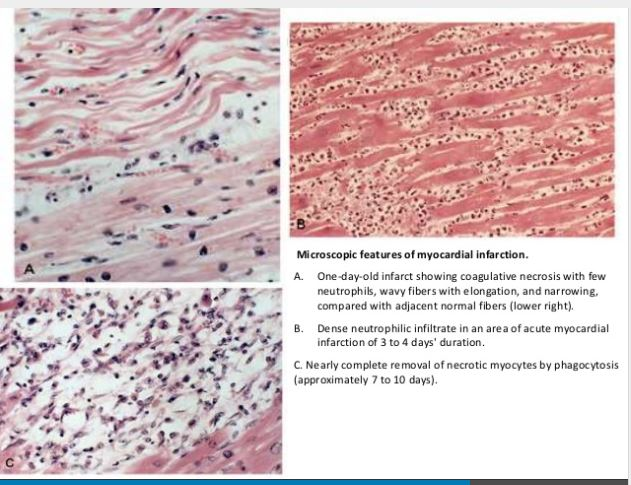 A
B
C
Microscopic features of myocardial infarction.
A. One-day-old infarct showing coagulative necrosis with few
neutrophils, wavy fibers with elongation, and narrowing,
compared with adjacent normal fibers (lower right).
B. Dense neutrophilic infiltrate in an area of acute myocardial
infarction of 3 to 4 days' duration.
C. Nearly complete removal of necrotic myocytes by phagocytosis
(approximately 7 to 10 days).